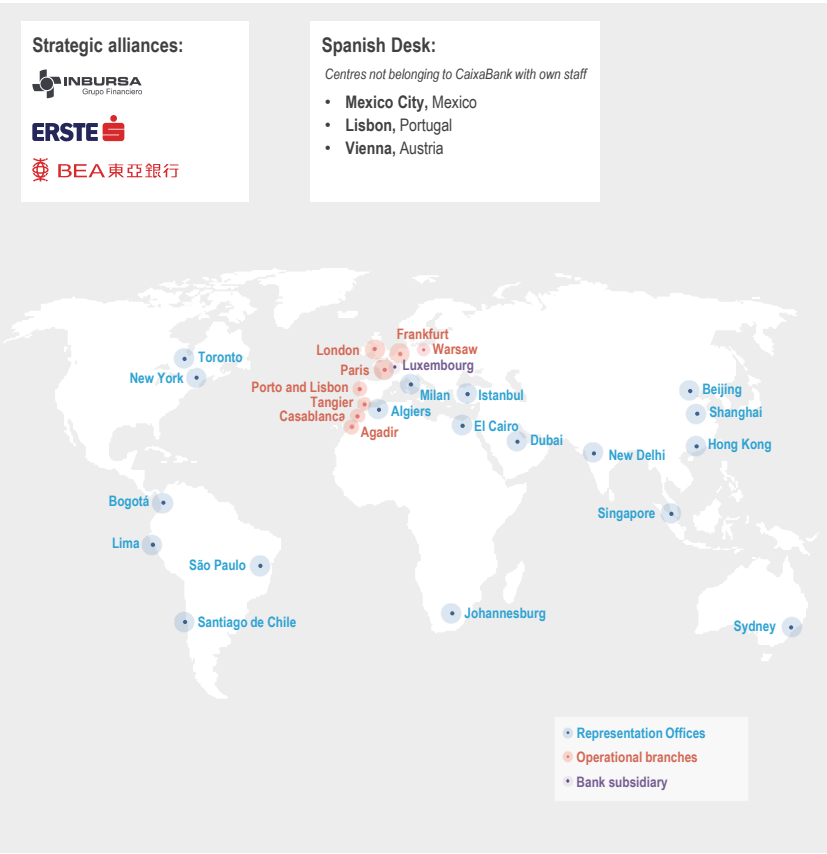 Strategic alliances:
INBURSA
Grupo Financiero
ERSTE
BEA東亞銀行
Spanish Desk:
Centres not belonging to CaixaBank with own staff
• Mexico City, Mexico
• Lisbon, Portugal
• Vienna, Austria
Frankfurt
London
Warsaw
Toronto
Paris
Luxembourg
New York
Porto and Lisbon
Milan
Istanbul
Beijing
Tangier
Algiers
Shanghai
Casablanca
El Cairo
Agadir
Dubai
Hong Kong
New Delhi
Bogotá
Singapore
Lima
São Paulo
Johannesburg
Santiago de Chile
Sydney
Representation Offices
Operational branches
Bank subsidiary